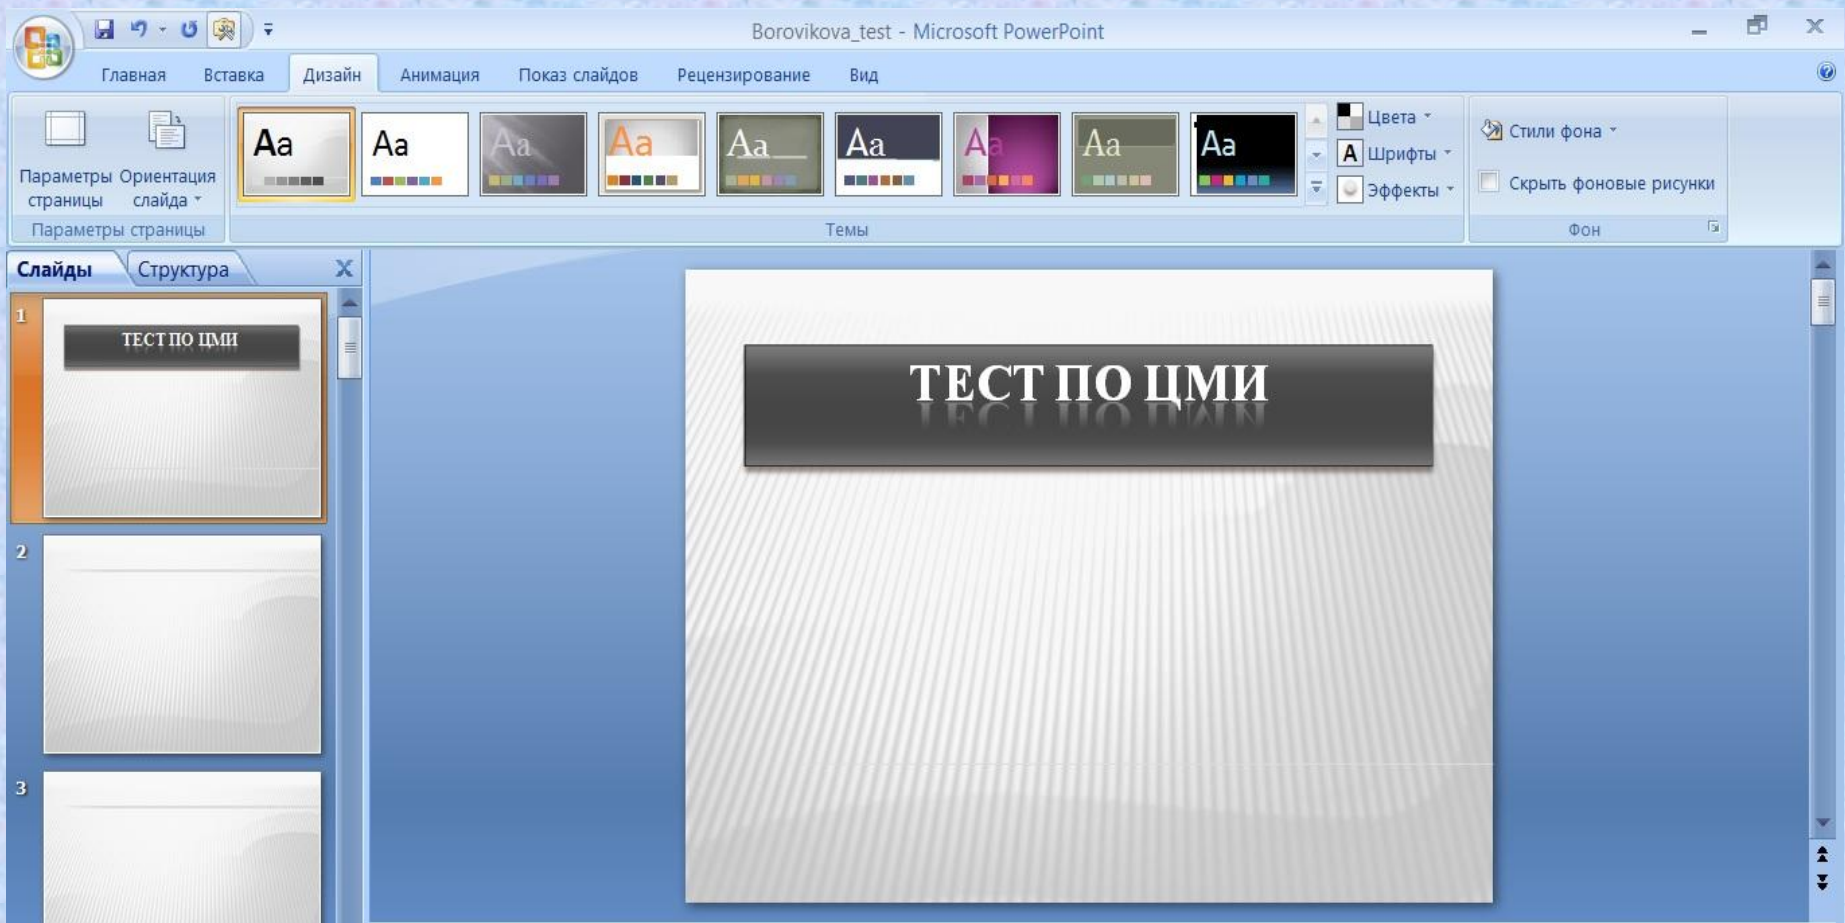 Borovikova_test - Microsoft PowerPoint
Главная Вставка Дизайн Анимация Показ слайдов Рецензирование Вид
Параметры страницы
Ориентация слайда
Параметры страницы
Aa Aa Aa Aa Aa Aa Aa Aa Aa
Темы
Цвета
A Шрифты
Эффекты
Стили фона
Скрыть фоновые рисунки
Фон
Слайды Структура X
1
ТЕСТ ПО ЦМИ
2
3
ТЕСТ ПО ЦМИ